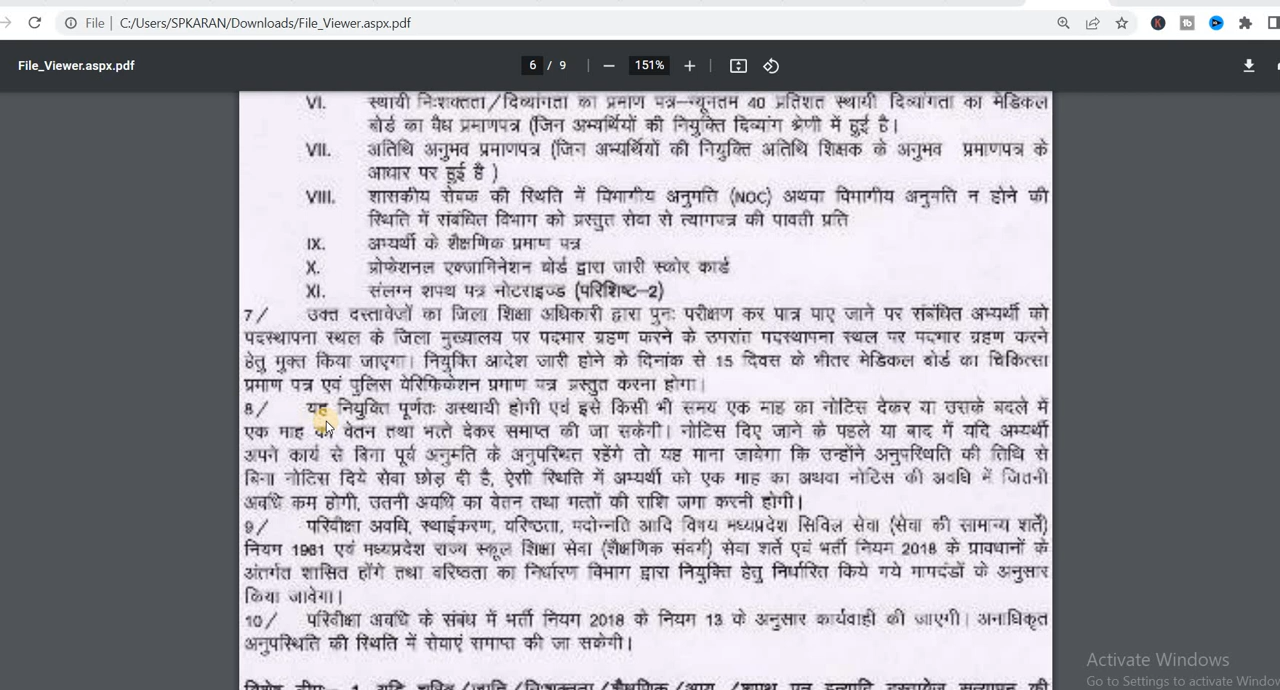 File | C:/Users/SPKARAN/Downloads/File_Viewer.aspx.pdf
File_Viewer.aspx.pdf
6 / 9
151%
VI. स्थायी निःशक्तता/दिव्यांगता का प्रमाण पत्र–न्यूनतम 40 प्रतिशत स्थायी दिव्यांगता का मेडिकल
बोर्ड का वैध प्रमाणपत्र (जिन अभ्यर्थियों की नियुक्ति दिव्यांग श्रेणी में हुई है।
VII. अतिथि अनुभव प्रमाणपत्र (जिन अभ्यर्थियों की नियुक्ति अतिथि शिक्षक के अनुभव प्रमाणपत्र के
आधार पर हुई है )
VIII. शासकीय सेवक की स्थिति में विभागीय अनुमति (NOC) अथवा विभागीय अनुमति न होने की
स्थिति में संबंधित विभाग को प्रस्तुत सेवा से त्यागपत्र की पावती प्रति
IX. अभ्यर्थी के शैक्षणिक प्रमाण पत्र
X. प्रोफेशनल एक्जामिनेशन बोर्ड द्वारा जारी स्कोर कार्ड
XI. संलग्न शपथ पत्र नोटराइज्ड (परिशिष्ट–2)
7/ उक्त दस्तावेजों का जिला शिक्षा अधिकारी द्वारा पुनः परीक्षण कर पात्र पाए जाने पर संबंधित अभ्यर्थी को
पदस्थापना स्थल के जिला मुख्यालय पर पदभार ग्रहण करने के उपरांत पदस्थापना स्थल पर पदभार ग्रहण करने
हेतु मुक्त किया जाएगा। नियुक्ति आदेश जारी होने के दिनांक से 15 दिवस के भीतर मेडिकल बोर्ड का चिकित्सा
प्रमाण पत्र एवं पुलिस वेरिफिकेशन प्रमाण पत्र प्रस्तुत करना होगा।
8/ यह नियुक्ति पूर्णतः अस्थायी होगी एवं इसे किसी भी समय एक माह का नोटिस देकर या उसके बदले में
एक माह का वेतन तथा भत्ते देकर समाप्त की जा सकेगी। नोटिस दिए जाने के पहले या बाद में यदि अभ्यर्थी
अपने कार्य से बिना पूर्व अनुमति के अनुपस्थित रहेंगे तो यह माना जावेगा कि उन्होंने अनुपस्थिति की तिथि से
बिना नोटिस दिये सेवा छोड़ दी है, ऐसी स्थिति में अभ्यर्थी को एक माह का अथवा नोटिस की अवधि में जितनी
अवधि कम होगी, उतनी अवधि का वेतन तथा भत्तों की राशि जमा करनी होगी।
9/ परिवीक्षा अवधि, स्थाईकरण, वरिष्ठता, पदोन्नति आदि विषय मध्यप्रदेश सिविल सेवा (सेवा की सामान्य शर्ते)
नियम 1961 एवं मध्यप्रदेश राज्य स्कूल शिक्षा सेवा (शैक्षणिक संवर्ग) सेवा शर्ते एवं भर्ती नियम 2018 के प्रावधानों के
अंतर्गत शासित होंगे तथा वरिष्ठता का निर्धारण विभाग द्वारा नियुक्ति हेतु निर्धारित किये गये मापदंडों के अनुसार
किया जावेगा।
10/ परिवीक्षा अवधि के संबंध में भर्ती नियम 2018 के नियम 13 के अनुसार कार्यवाही की जाएगी। अनाधिकृत
अनुपस्थिति की स्थिति में सेवाएं समाप्त की जा सकेगी।
Activate Windows
Go to Settings to activate Windo